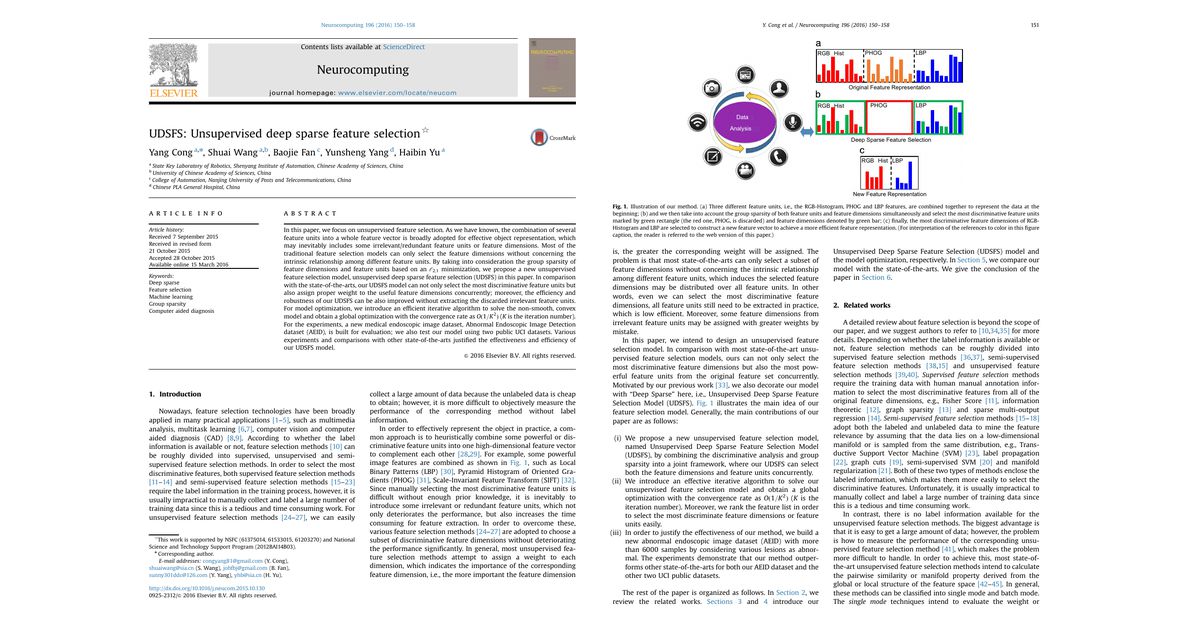 Neurocomputing 196 (2016) 150–158
Contents lists available at ScienceDirect
Neurocomputing
journal homepage: www.elsevier.com/locate/neucom
ELSEVIER
NEUROCOMPUTING
UDSFS: Unsupervised deep sparse feature selection☆
CrossMark
Yang Cong a,*, Shuai Wang a,b, Baojie Fan c, Yunsheng Yang d, Haibin Yu a
a State Key Laboratory of Robotics, Shenyang Institute of Automation, Chinese Academy of Sciences, China
b University of Chinese Academy of Sciences, China
c College of Automation, Nanjing University of Posts and Telecommunications, China
d Chinese PLA General Hospital, China
ARTICLE INFO
Article history:
Received 7 September 2015
Received in revised form
21 October 2015
Accepted 28 October 2015
Available online 15 March 2016
Keywords:
Deep sparse
Feature selection
Machine learning
Group sparsity
Computer aided diagnosis
ABSTRACT
In this paper, we focus on unsupervised feature selection. As we have known, the combination of several
feature units into a whole feature vector is broadly adopted for effective object representation, which
may inevitably includes some irrelevant/redundant feature units or feature dimensions. Most of the
traditional feature selection models can only select the feature dimensions without concerning the
intrinsic relationship among different feature units. By taking into consideration the group sparsity of
feature dimensions and feature units based on an ℓ2,1 minimization, we propose a new unsupervised
feature selection model, unsupervised deep sparse feature selection (UDSFS) in this paper. In comparison
with the state-of-the-arts, our UDSFS model can not only select the most discriminative feature units but
also assign proper weight to the useful feature dimensions concurrently; moreover, the efficiency and
robustness of our UDSFS can be also improved without extracting the discarded irrelevant feature units.
For model optimization, we introduce an efficient iterative algorithm to solve the non-smooth, convex
model and obtain a global optimization with the convergence rate as O(1/K²) (K is the iteration number).
For the experiments, a new medical endoscopic image dataset, Abnormal Endoscopic Image Detection
dataset (AEID), is built for evaluation; we also test our model using two public UCI datasets. Various
experiments and comparisons with other state-of-the-arts justified the effectiveness and efficiency of
our UDSFS model.
© 2016 Elsevier B.V. All rights reserved.
1. Introduction
Nowadays, feature selection technologies have been broadly
applied in many practical applications [1–5], such as multimedia
analysis, multitask learning [6,7], computer vision and computer
aided diagnosis (CAD) [8,9]. According to whether the label
information is available or not, feature selection methods [10] can
be roughly divided into supervised, unsupervised and semi-
supervised feature selection methods. In order to select the most
discriminative features, both supervised feature selection methods
[11–14] and semi-supervised feature selection methods [15–23]
require the label information in the training process, however, it is
usually impractical to manually collect and label a large number of
training data since this is a tedious and time consuming work. For
unsupervised feature selection methods [24–27], we can easily
☆This work is supported by NSFC (61375014, 61533015, 61203270) and National
Science and Technology Support Program (2012BAI14B03).
* Corresponding author.
E-mail addresses: congyang81@gmail.com (Y. Cong),
shuaiwang@sia.cn (S. Wang), jobfbj@gmail.com (B. Fan),
sunny301ddc@126.com (Y. Yang), yhb@sia.cn (H. Yu).
http://dx.doi.org/10.1016/j.neucom.2015.10.130
0925-2312/© 2016 Elsevier B.V. All rights reserved.
collect a large amount of data because the unlabeled data is cheap
to obtain; however, it is more difficult to objectively measure the
performance of the corresponding method without label
information.
In order to effectively represent the object in practice, a com-
mon approach is to heuristically combine some powerful or dis-
criminative feature units into one high-dimensional feature vector
to complement each other [28,29]. For example, some powerful
image features are combined as shown in Fig. 1, such as Local
Binary Patterns (LBP) [30], Pyramid Histogram of Oriented Gra-
dients (PHOG) [31], Scale-Invariant Feature Transform (SIFT) [32].
Since manually selecting the most discriminative feature units is
difficult without enough prior knowledge, it is inevitably to
introduce some irrelevant or redundant feature units, which not
only deteriorates the performance, but also increases the time
consuming for feature extraction. In order to overcome these,
various feature selection methods [24–27] are adopted to choose a
subset of discriminative feature dimensions without deteriorating
the performance significantly. In general, most unsupervised fea-
ture selection methods attempt to assign a weight to each
dimension, which indicates the importance of the corresponding
feature dimension, i.e., the more important the feature dimension
Y. Cong et al. / Neurocomputing 196 (2016) 150–158
151
Data
Analysis
a
RGB Hist PHOG LBP
Original Feature Representation
b
RGB Hist PHOG LBP
Deep Sparse Feature Selection
c
RGB Hist LBP
New Feature Representation
Fig. 1. Illustration of our method. (a) Three different feature units, i.e., the RGB-Histogram, PHOG and LBP features, are combined together to represent the data at the
beginning; (b) and we then take into account the group sparsity of both feature units and feature dimensions simultaneously and select the most discriminative feature units
marked by green rectangle (the red one, PHOG, is discarded) and feature dimensions denoted by green bar; (c) finally, the most discriminative feature dimensions of RGB-
Histogram and LBP are selected to construct a new feature vector to achieve a more efficient feature representation. (For interpretation of the references to color in this figure
caption, the reader is referred to the web version of this paper.)
is, the greater the corresponding weight will be assigned. The
problem is that most state-of-the-arts can only select a subset of
feature dimensions without concerning the intrinsic relationship
among different feature units, which induces the selected feature
dimensions may be distributed over all feature units. In other
words, even we can select the most discriminative dimensions,
all feature units still need to be extracted in practice,
which is low efficient. Moreover, some feature dimensions from
irrelevant feature units may be assigned with greater weights by
mistake.
In this paper, we intend to design an unsupervised feature
selection model. In comparison with most state-of-the-art unsu-
pervised feature selection models, ours can not only select the
most discriminative feature dimensions but also the most pow-
erful feature units from the original feature set concurrently.
Motivated by our previous work [33], we also decorate our model
with "Deep Sparse" here, i.e., Unsupervised Deep Sparse Feature
Selection Model (UDSFS). Fig. 1 illustrates the main idea of our
feature selection model. Generally, the main contributions of our
paper are as follows:
(i) We propose a new unsupervised feature selection model,
named Unsupervised Deep Sparse Feature Selection Model
(UDSFS), by combining the discriminative analysis and group
sparsity into a joint framework, where our UDSFS can select
both the feature dimensions and feature units concurrently.
(ii) We introduce an effective iterative algorithm to solve our
unsupervised feature selection model and obtain a global
optimization with the convergence rate as O(1/K²) (K is the
iteration number). Moreover, we rank the feature list in order
to select the most discriminate feature dimensions or feature
units easily.
(iii) In order to justify the effectiveness of our method, we build a
new abnormal endoscopic image dataset (AEID) with more
than 6000 samples by considering various lesions as abnor-
mal. The experiments demonstrate that our method outper-
forms other state-of-the-arts for both our AEID dataset and the
other two UCI public datasets.
The rest of the paper is organized as follows. In Section 2, we
review the related works. Sections 3 and 4 introduce our
Unsupervised Deep Sparse Feature Selection (UDSFS) model and
the model optimization, respectively. In Section 5, we compare our
model with the state-of-the-arts. We give the conclusion of the
paper in Section 6.
2. Related works
A detailed review about feature selection is beyond the scope of
our paper, and we suggest authors to refer to [10,34,35] for more
details. Depending on whether the label information is available or
not, feature selection methods can be roughly divided into
supervised feature selection methods [36,37], semi-supervised
feature selection methods [38,15] and unsupervised feature
selection methods [39,40]. Supervised feature selection methods
require the training data with human manual annotation infor-
mation to select the most discriminative features from all of the
original feature dimensions, e.g., Fisher Score [11], information
theoretic [12], graph sparsity [13] and sparse multi-output
regression [14]. Semi-supervised feature selection methods [15–18]
adopt both the labeled and unlabeled data to mine the feature
relevance by assuming that the data lies on a low-dimensional
manifold or is sampled from the same distribution, e.g., Trans-
ductive Support Vector Machine (SVM) [23], label propagation
[22], graph cuts [19], semi-supervised SVM [20] and manifold
regularization [21]. Both of these two types of methods enclose the
labeled information, which makes them more easily to select the
discriminative features. Unfortunately, it is usually impractical to
manually collect and label a large number of training data since
this is a tedious and time consuming work.
In contrast, there is no label information available for the
unsupervised feature selection methods. The biggest advantage is
that it is easy to get a large amount of data; however, the problem
is how to measure the performance of the corresponding unsu-
pervised feature selection method [41], which makes the problem
more difficult to handle. In order to achieve this, most state-of-
the-art unsupervised feature selection methods intend to calculate
the pairwise similarity or manifold property derived from the
global or local structure of the feature space [42–45]. In general,
these methods can be classified into single mode and batch mode.
The single mode techniques intend to evaluate the weight or